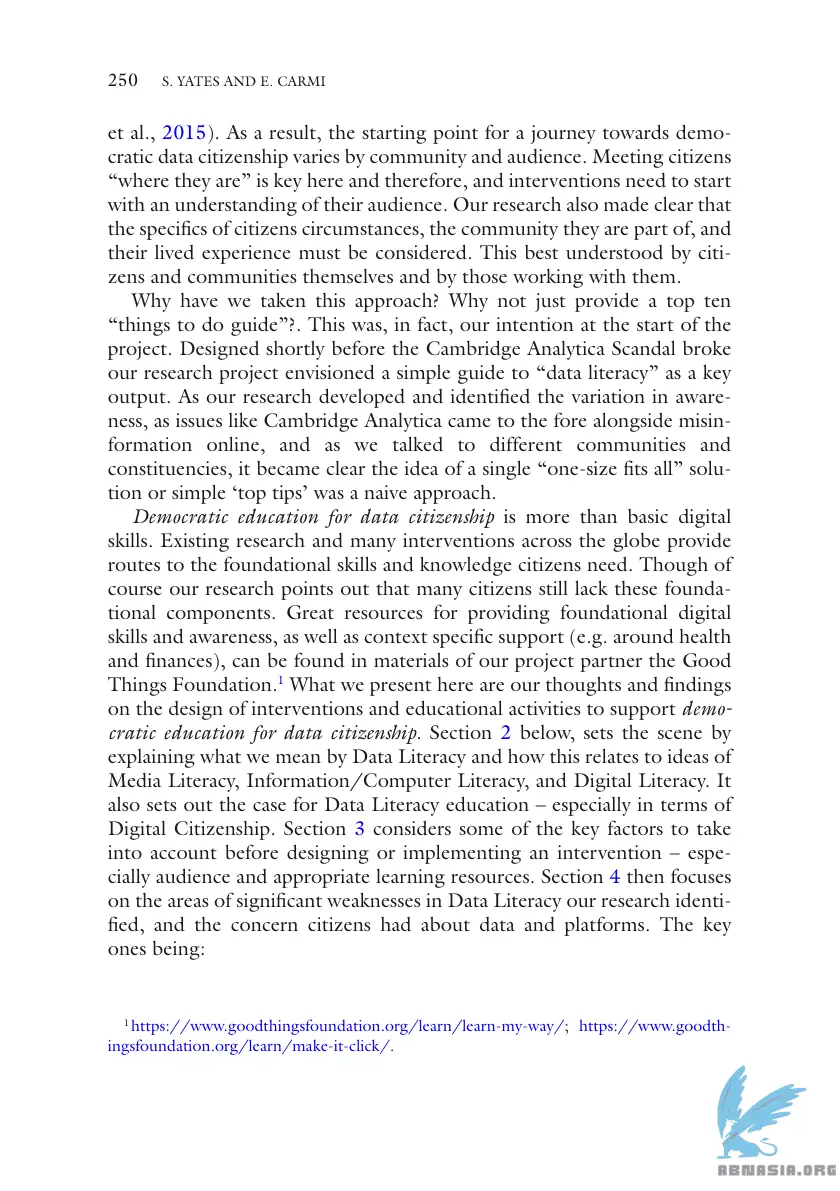 250 S. YATES AND E. CARMI
et al., 2015). As a result, the starting point for a journey towards demo-
cratic data citizenship varies by community and audience. Meeting citizens
“where they are” is key here and therefore, and interventions need to start
with an understanding of their audience. Our research also made clear that
the specifics of citizens circumstances, the community they are part of, and
their lived experience must be considered. This best understood by citi-
zens and communities themselves and by those working with them.
Why have we taken this approach? Why not just provide a top ten
“things to do guide”?. This was, in fact, our intention at the start of the
project. Designed shortly before the Cambridge Analytica Scandal broke
our research project envisioned a simple guide to “data literacy” as a key
output. As our research developed and identified the variation in aware-
ness, as issues like Cambridge Analytica came to the fore alongside misin-
formation online, and as we talked to different communities and
constituencies, it became clear the idea of a single “one-size fits all” solu-
tion or simple ‘top tips’ was a naive approach.
Democratic education for data citizenship is more than basic digital
skills. Existing research and many interventions across the globe provide
routes to the foundational skills and knowledge citizens need. Though of
course our research points out that many citizens still lack these founda-
tional components. Great resources for providing foundational digital
skills and awareness, as well as context specific support (e.g. around health
and finances), can be found in materials of our project partner the Good
Things Foundation.1 What we present here are our thoughts and findings
on the design of interventions and educational activities to support demo-
cratic education for data citizenship. Section 2 below, sets the scene by
explaining what we mean by Data Literacy and how this relates to ideas of
Media Literacy, Information/Computer Literacy, and Digital Literacy. It
also sets out the case for Data Literacy education – especially in terms of
Digital Citizenship. Section 3 considers some of the key factors to take
into account before designing or implementing an intervention – espe-
cially audience and appropriate learning resources. Section 4 then focuses
on the areas of significant weaknesses in Data Literacy our research identi-
fied, and the concern citizens had about data and platforms. The key
ones being:
1 https://www.goodthingsfoundation.org/learn/learn-my-way/; https://www.goodth-
ingsfoundation.org/learn/make-it-click/.
ABNASIA.ORG